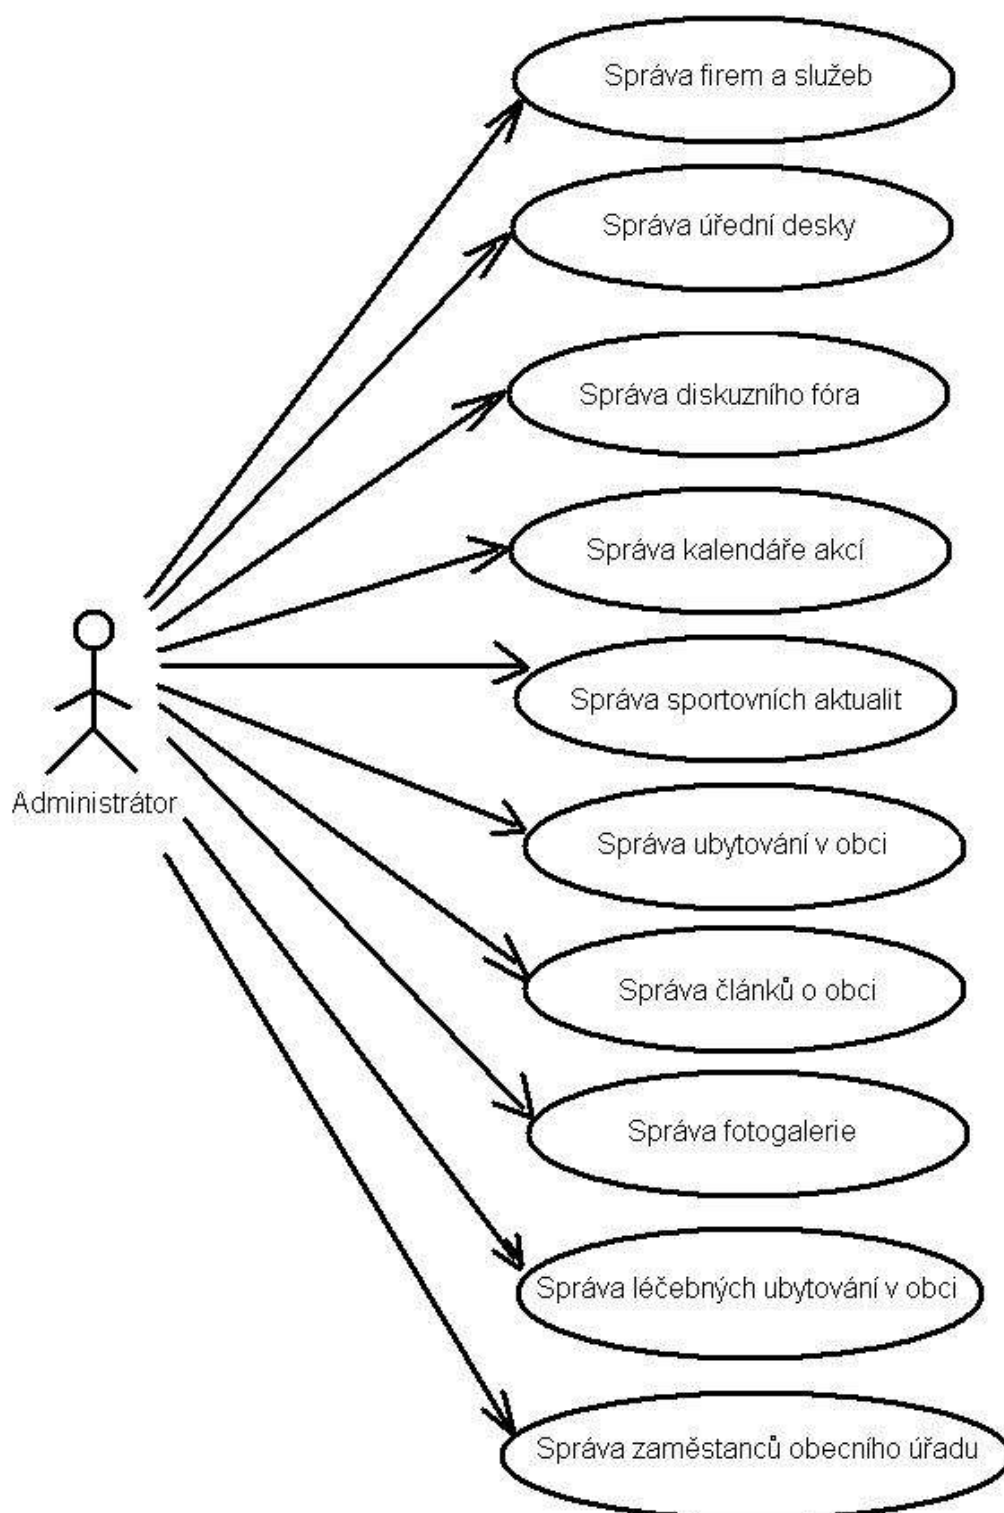 Správa firem a služeb
Správa úřední desky
Správa diskuzního fóra
Správa kalendáře akcí
Správa sportovních aktualit
Administrátor
Správa ubytování v obci
Správa článků o obci
Správa fotogalerie
Správa léčebných ubytování v obci
Správa zaměstanců obecního úřadu